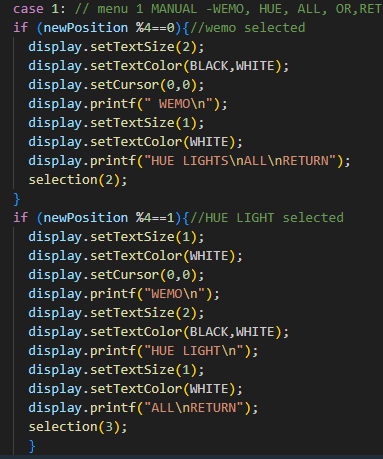 case 1: // menu 1 MANUAL -WEMO, HUE, ALL, OR,RET
if (newPosition %4==0){//wemo selected
display.setTextSize(2);
display.setTextColor(BLACK,WHITE);
display.setCursor(0,0);
display.printf(" WEMO\n");
display.setTextSize(1);
display.setTextColor(WHITE);
display.printf("HUE LIGHTS\nALL\nRETURN");
selection(2);
}
if (newPosition %4==1){//HUE LIGHT selected
display.setTextSize(1);
display.setTextColor(WHITE);
display.setCursor(0,0);
display.printf("WEMO\n");
display.setTextSize(2);
display.setTextColor(BLACK,WHITE);
display.printf("HUE LIGHT\n");
display.setTextSize(1);
display.setTextColor(WHITE);
display.printf("ALL\nRETURN");
selection(3);
}